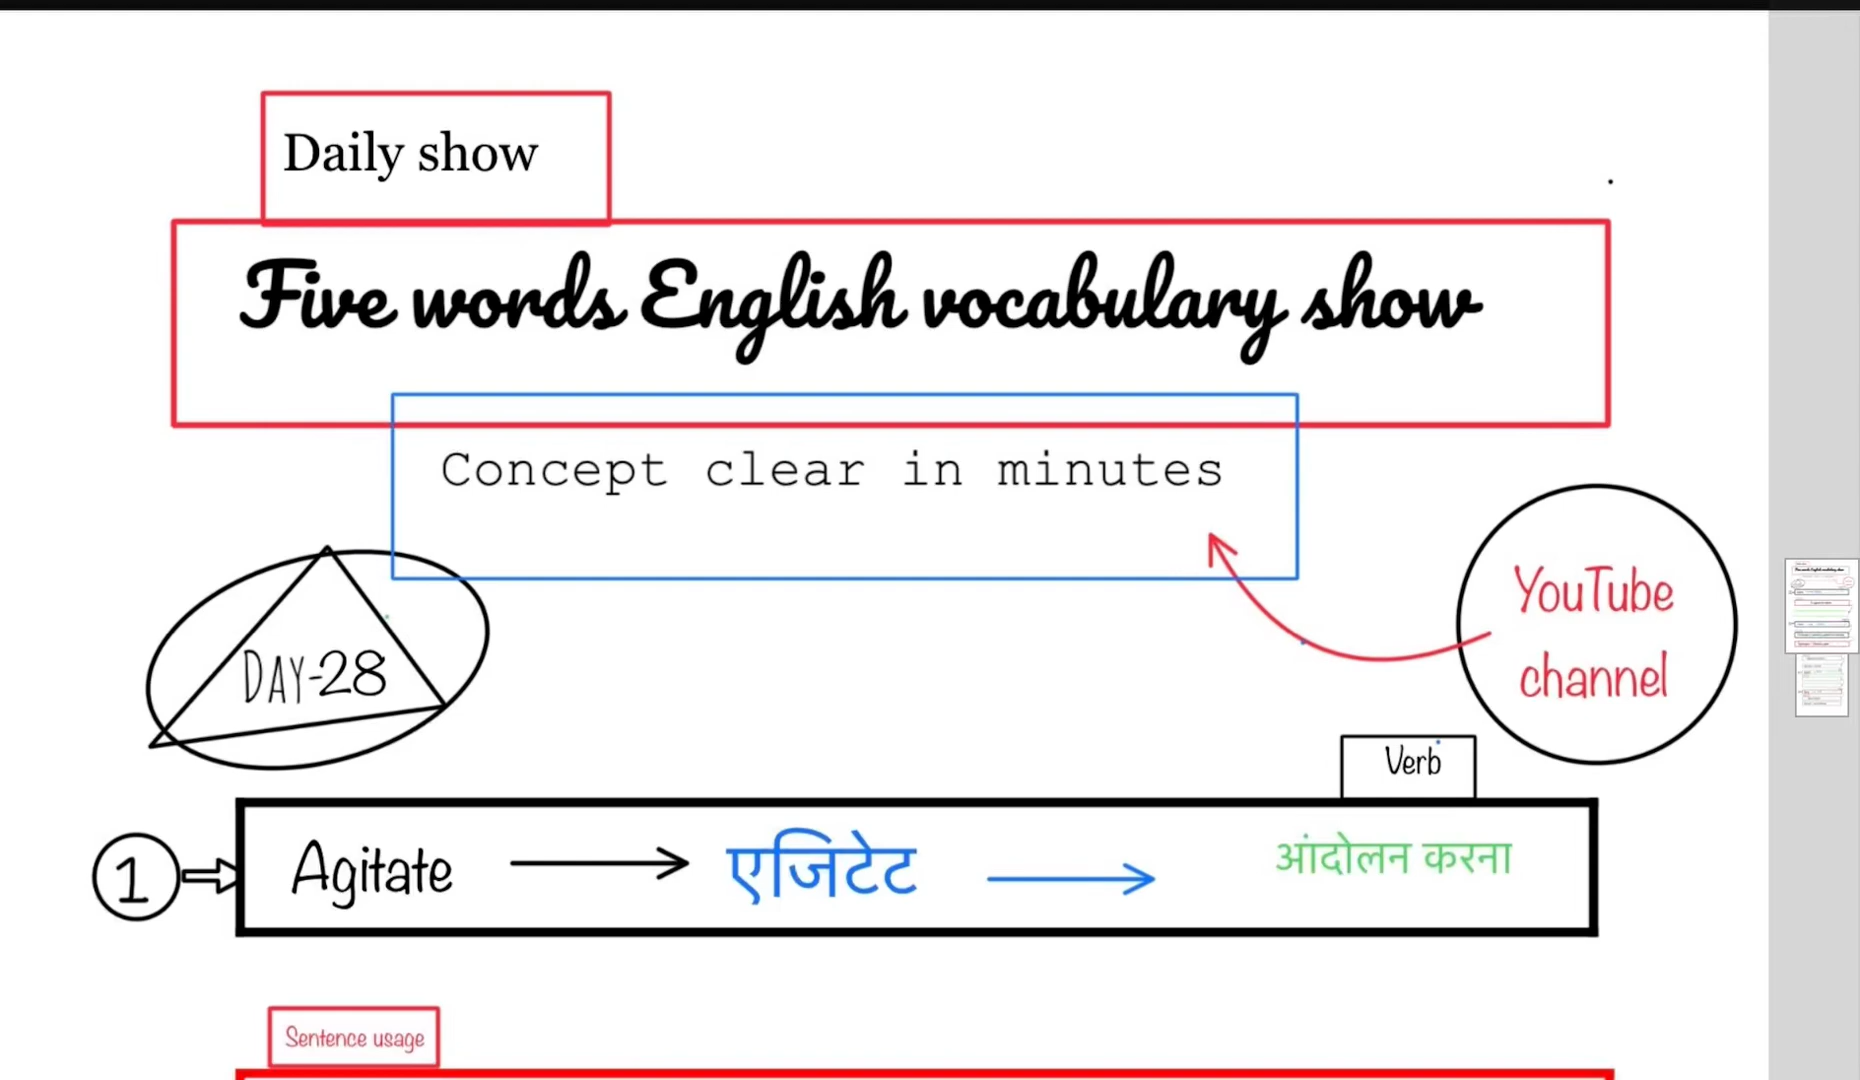 Daily show
Five words English vocabulary show
Concept clear in minutes
YouTube
channel
DAY-28
Verb
1 Agitate एजिटेट आंदोलन करना
Sentence usage